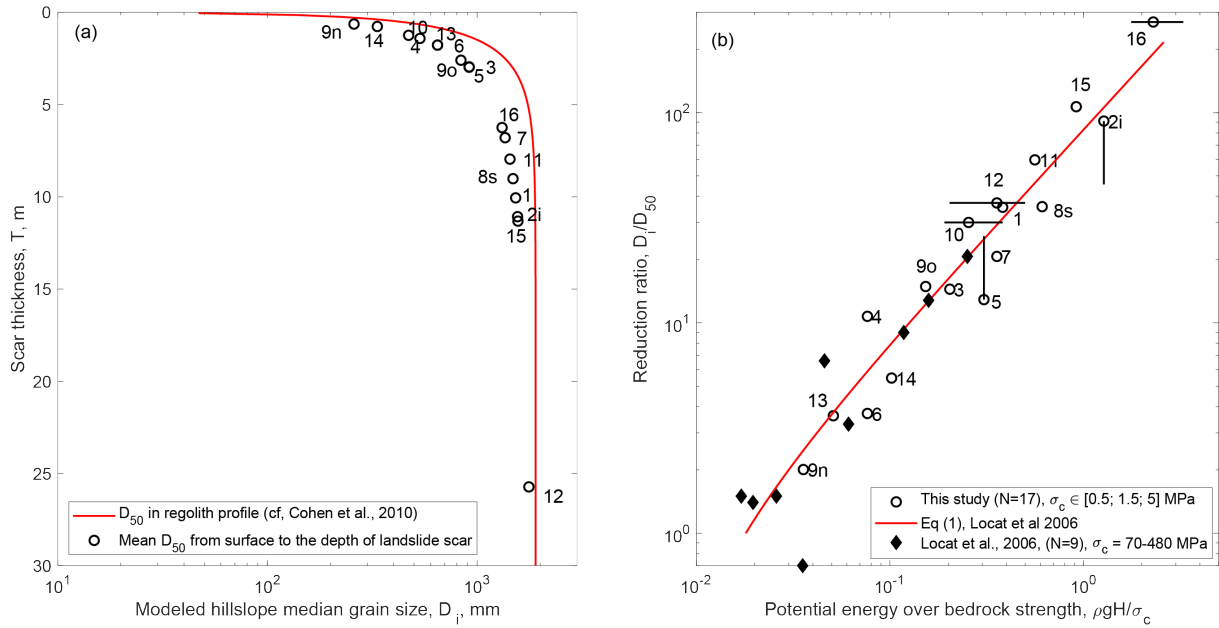 (a)
0
5
10
15
20
25
30
Scar thickness, T, m
9n
14
10
4
13
6
9o
5
3
16
7
11
8s
1
2i
15
12
D50 in regolith profile (cf, Cohen et al., 2010)
Mean D50 from surface to the depth of landslide scar
10^1
10^2
10^3
Modeled hillslope median grain size, D i, mm
(b)
10^2
10^1
10^0
Reduction ratio, Di/D50
16
15
2i
11
12
1
8s
10
7
9o
3
5
4
14
13
6
9n
This study (N=17), σc ∈ [0.5; 1.5; 5] MPa
Eq (1), Locat et al 2006
Locat et al., 2006, (N=9), σc = 70-480 MPa
10^-2
10^-1
10^0
Potential energy over bedrock strength, ρgH/σc